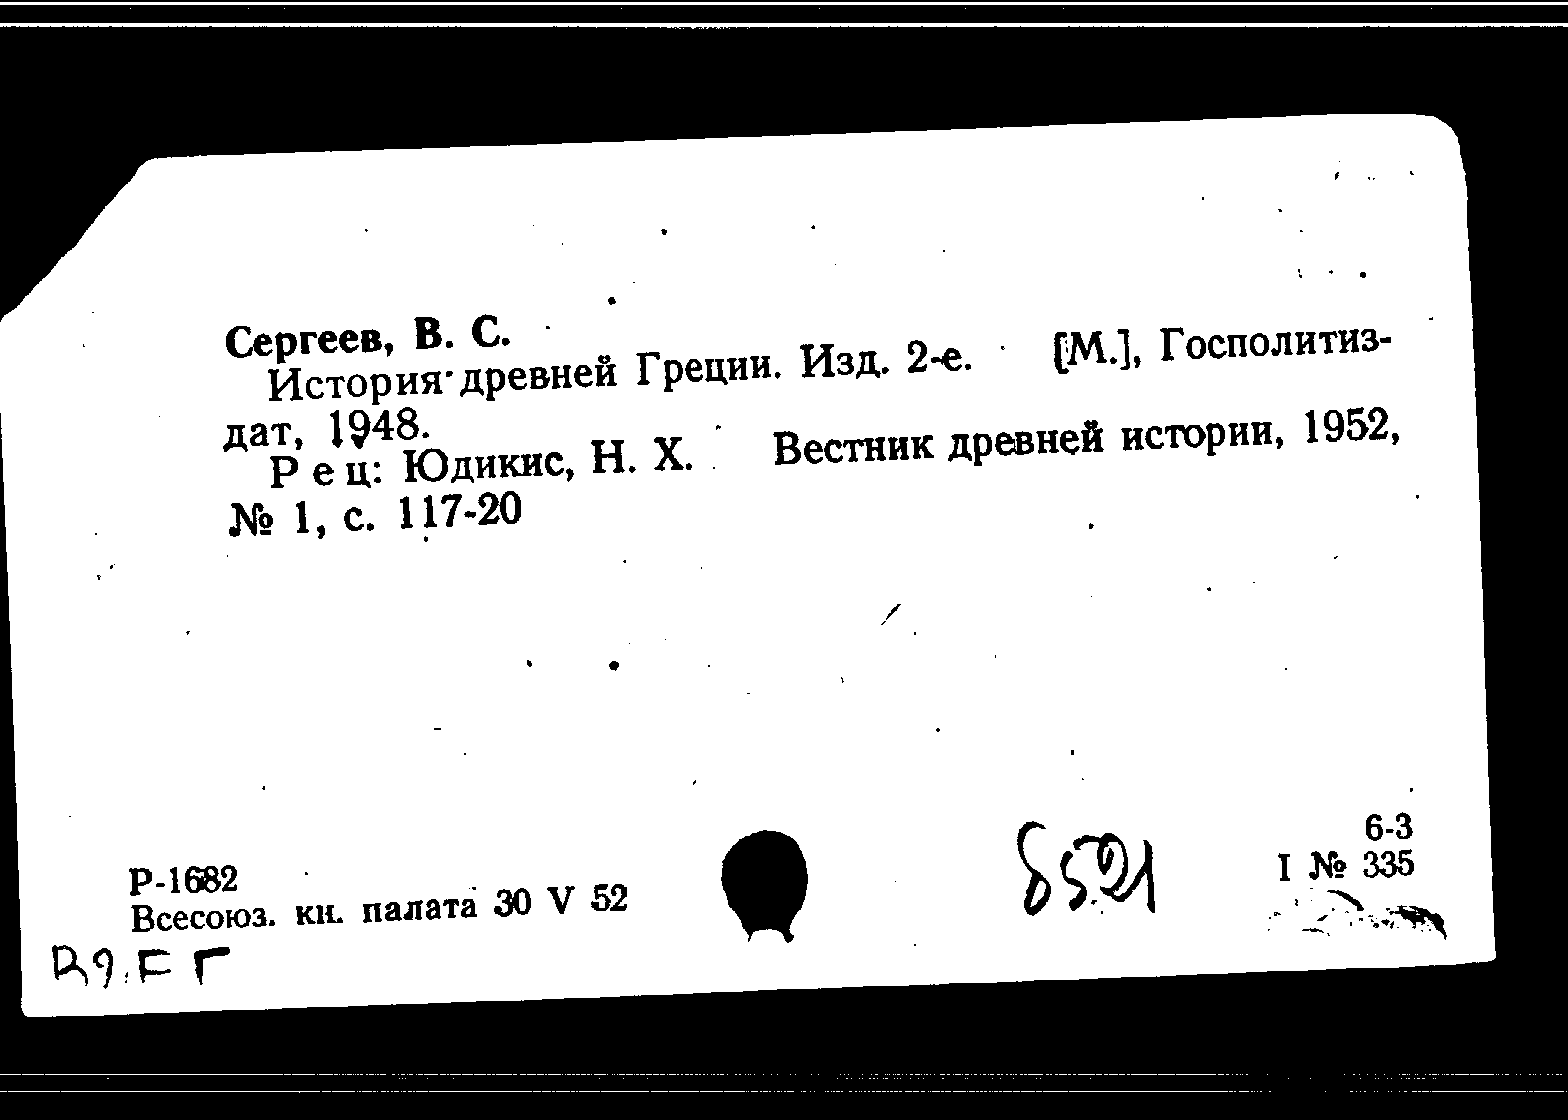 Сергеев, В. С.
История древней Греции. Изд. 2-е. [М.], Госполитиз-
дат, 1948.
Рец: Юдикис, Н. Х. Вестник древней истории, 1952,
№ 1, с. 117-20
6-3
Р-1682
I № 335
Всесоюз. кн. палата 30 V 52
8521